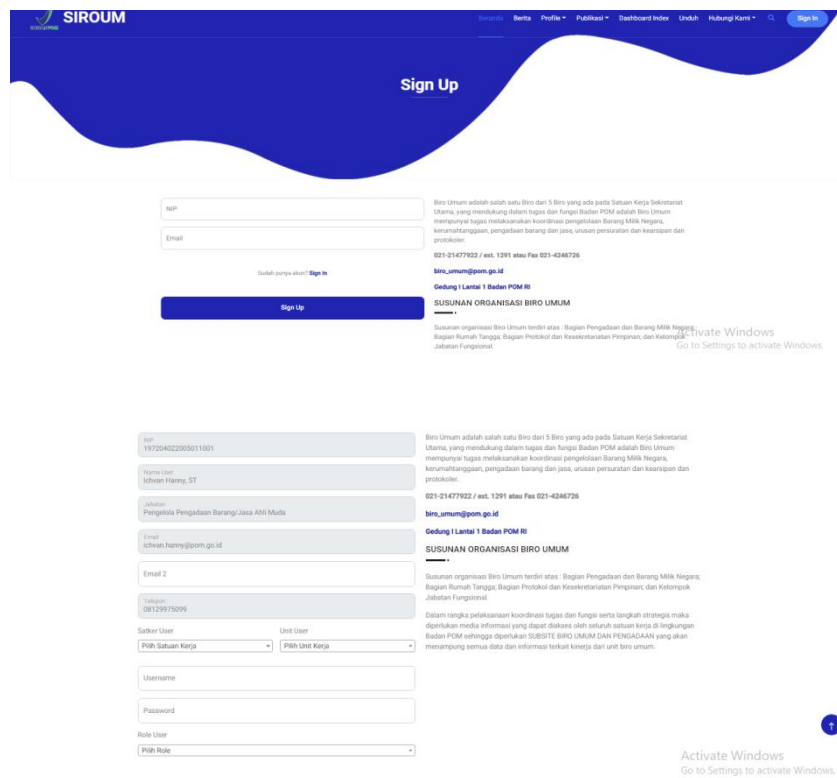 SIROUM
Beranda Berita Profile Publikasi Dashboard Index Unduh Hubungi Kami Sign In
Sign Up
NIP
Email
Sudah punya akun? Sign In
Sign Up
Biro Umum adalah salah satu Biro dari 5 Biro yang ada pada Satuan Kerja Sekretariat
Utama, yang mendukung dalam tugas dan fungsi Badan POM adalah Biro Umum
mempunyai tugas melaksanakan koordinasi pengelolaan Barang Milik Negara,
kerumahtanggaan, pengadaan barang dan jasa, urusan persuratan dan kearsipan dan
protokoler.
021-21477922 / ext. 1291 atau Fax 021-4246726
biro_umum@pom.go.id
Gedung I Lantai 1 Badan POM RI
SUSUNAN ORGANISASI BIRO UMUM
Susunan organisasi Biro Umum terdiri atas : Bagian Pengadaan dan Barang Milik Negara;
Bagian Rumah Tangga; Bagian Protokol dan Kesekretariatan Pimpinan; dan Kelompok
Jabatan Fungsional.
Activate Windows
Go to Settings to activate Windows.
NIP
197204022005011001
Nama User
Ichvan Hanny, ST
Jabatan
Pengelola Pengadaan Barang/Jasa Ahli Muda
Email
ichvan.hanny@pom.go.id
Email 2
Telepon
08129975099
Satker User Unit User
Pilih Satuan Kerja Pilih Unit Kerja
Username
Password
Role User
Pilih Role
Biro Umum adalah salah satu Biro dari 5 Biro yang ada pada Satuan Kerja Sekretariat
Utama, yang mendukung dalam tugas dan fungsi Badan POM adalah Biro Umum
mempunyai tugas melaksanakan koordinasi pengelolaan Barang Milik Negara,
kerumahtanggaan, pengadaan barang dan jasa, urusan persuratan dan kearsipan dan
protokoler.
021-21477922 / ext. 1291 atau Fax 021-4246726
biro_umum@pom.go.id
Gedung I Lantai 1 Badan POM RI
SUSUNAN ORGANISASI BIRO UMUM
Susunan organisasi Biro Umum terdiri atas : Bagian Pengadaan dan Barang Milik Negara;
Bagian Rumah Tangga; Bagian Protokol dan Kesekretariatan Pimpinan; dan Kelompok
Jabatan Fungsional.
Dalam rangka pelaksanaan koordinasi tugas dan fungsi serta langkah strategis maka
diperlukan media informasi yang dapat diakses oleh seluruh satuan kerja di lingkungan
Badan POM sehingga diperlukan SUBSITE BIRO UMUM DAN PENGADAAN yang akan
menampung semua data dan informasi terkait kinerja dari unit biro umum.
Activate Windows
Go to Settings to activate Windows.